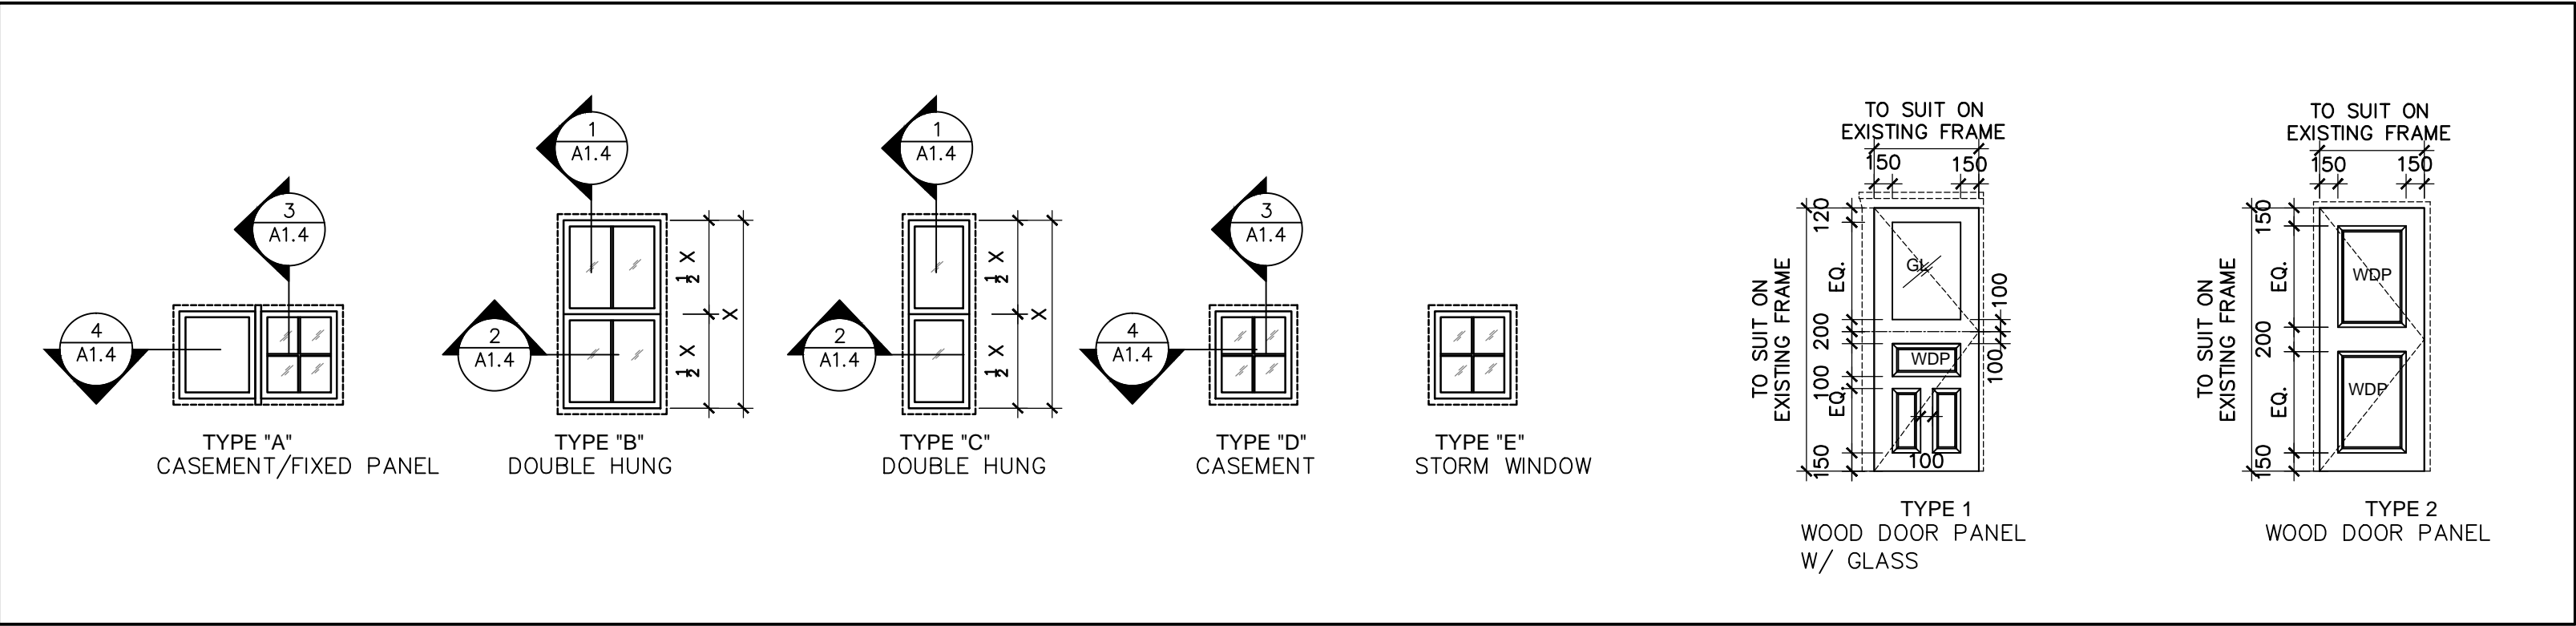 3
A1.4
4
A1.4
TYPE "A"
CASEMENT/FIXED PANEL
1
A1.4
2
A1.4
1/2 X
1/2 X
X
TYPE "B"
DOUBLE HUNG
1
A1.4
2
A1.4
1/2 X
1/2 X
X
TYPE "C"
DOUBLE HUNG
3
A1.4
4
A1.4
TYPE "D"
CASEMENT
TYPE "E"
STORM WINDOW
TO SUIT ON
EXISTING FRAME
150
150
TO SUIT ON
EXISTING FRAME
120
EQ.
200
100
EQ.
150
GL
WDP
100
100
100
TYPE 1
WOOD DOOR PANEL
W/ GLASS
TO SUIT ON
EXISTING FRAME
150
150
TO SUIT ON
EXISTING FRAME
150
EQ.
200
EQ.
150
WDP
WDP
TYPE 2
WOOD DOOR PANEL